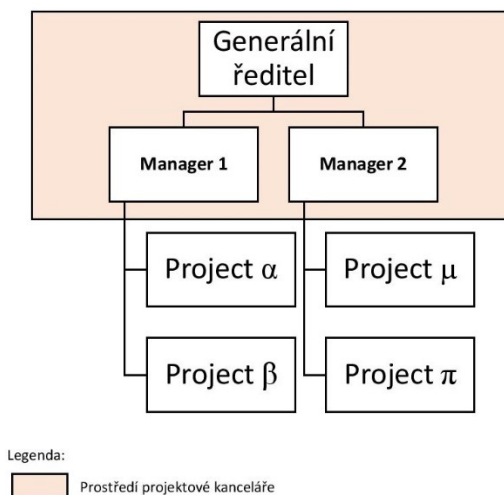 Generální
ředitel
Manager 1
Manager 2
Project α
Project μ
Project β
Project π
Legenda:
Prostředí projektové kanceláře